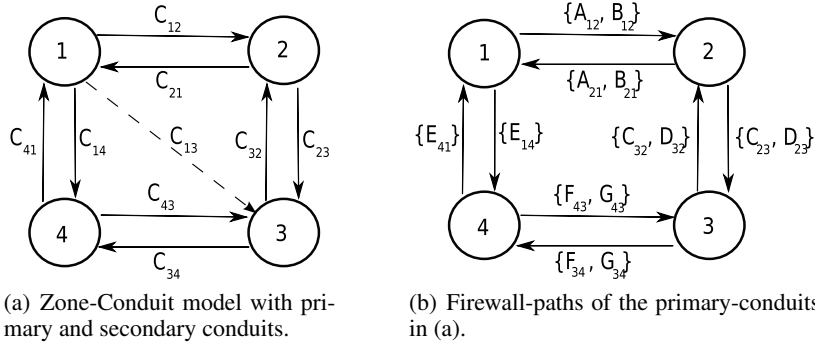 C12
1
2
C21
C41
C14
C13
C32
C23
C43
4
3
C34
(a) Zone-Conduit model with pri-
mary and secondary conduits.
{A12, B12}
1
2
{A21, B21}
{E41}
{E14}
{C32, D32}
{C23, D23}
{F43, G43}
4
3
{F34, G34}
(b) Firewall-paths of the primary-conduits
in (a).